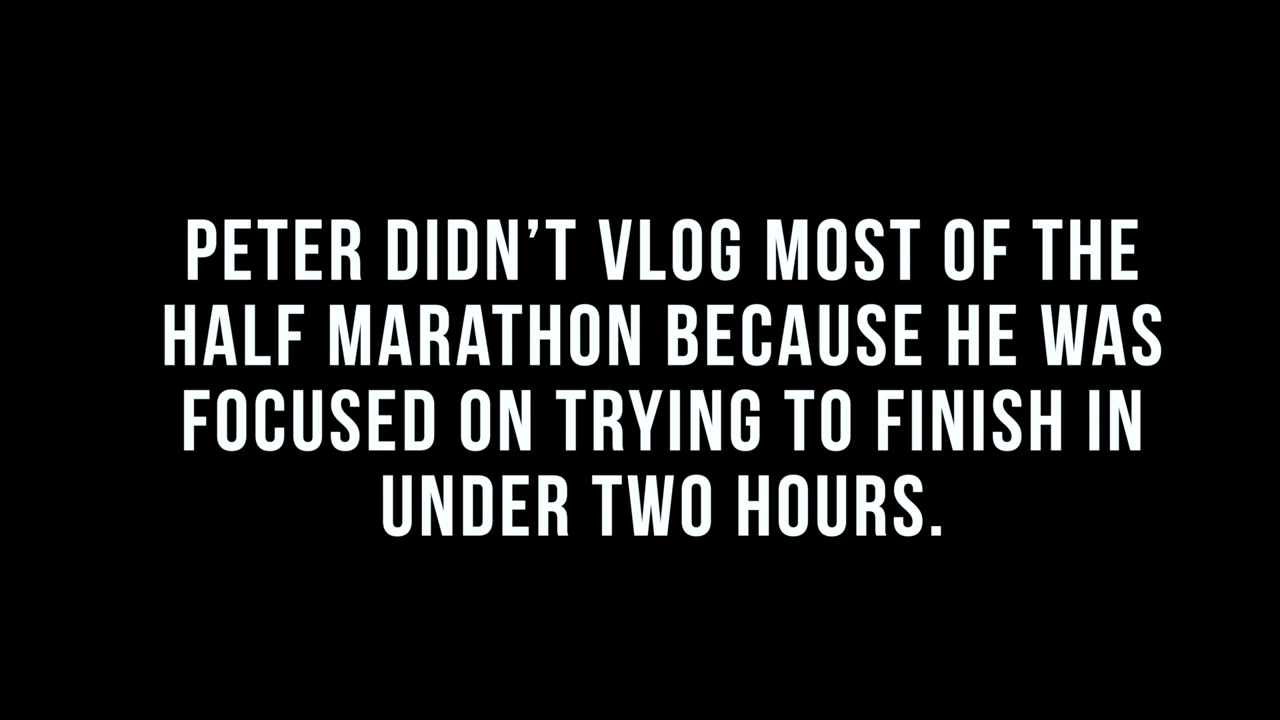 PETER DIDN’T VLOG MOST OF THE
HALF MARATHON BECAUSE HE WAS
FOCUSED ON TRYING TO FINISH IN
UNDER TWO HOURS.